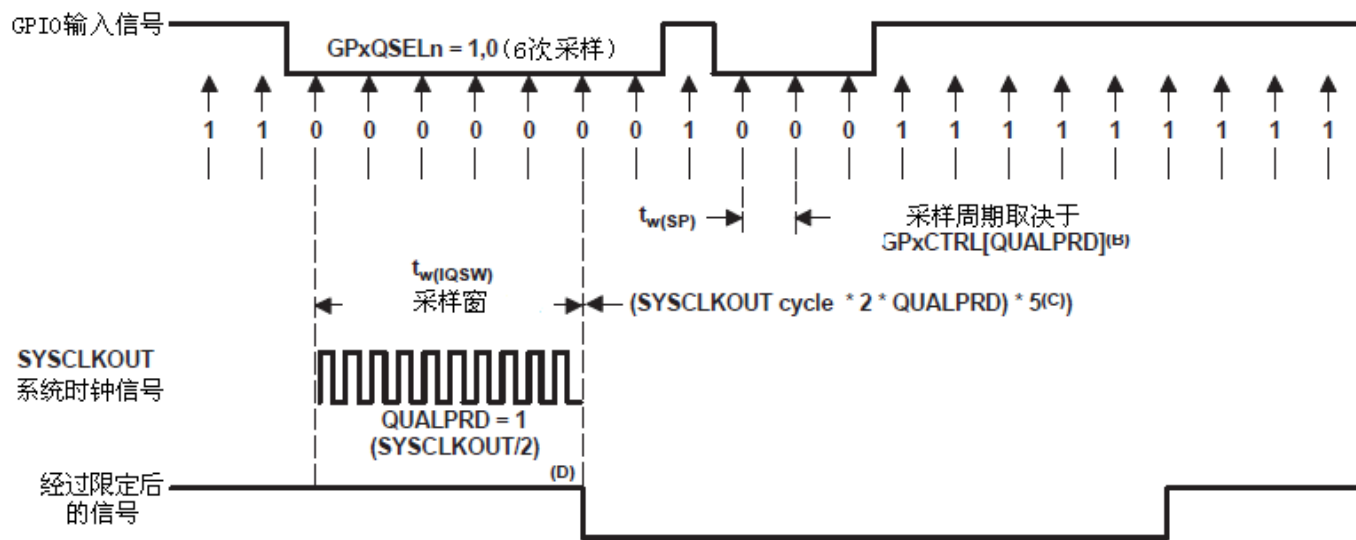 GPIO输入信号
GPxQSELn = 1,0 (6次采样)
1 1 0 0 0 0 0 0 0 1 0 0 0 1 1 1 1 1 1 1 1 1
tw(SP)
采样周期取决于
GPxCTRL[QUALPRD](B)
tw(IQSW)
采样窗
(SYSCLKOUT cycle * 2 * QUALPRD) * 5(C))
SYSCLKOUT
系统时钟信号
QUALPRD = 1
(SYSCLKOUT/2)
(D)
经过限定后
的信号